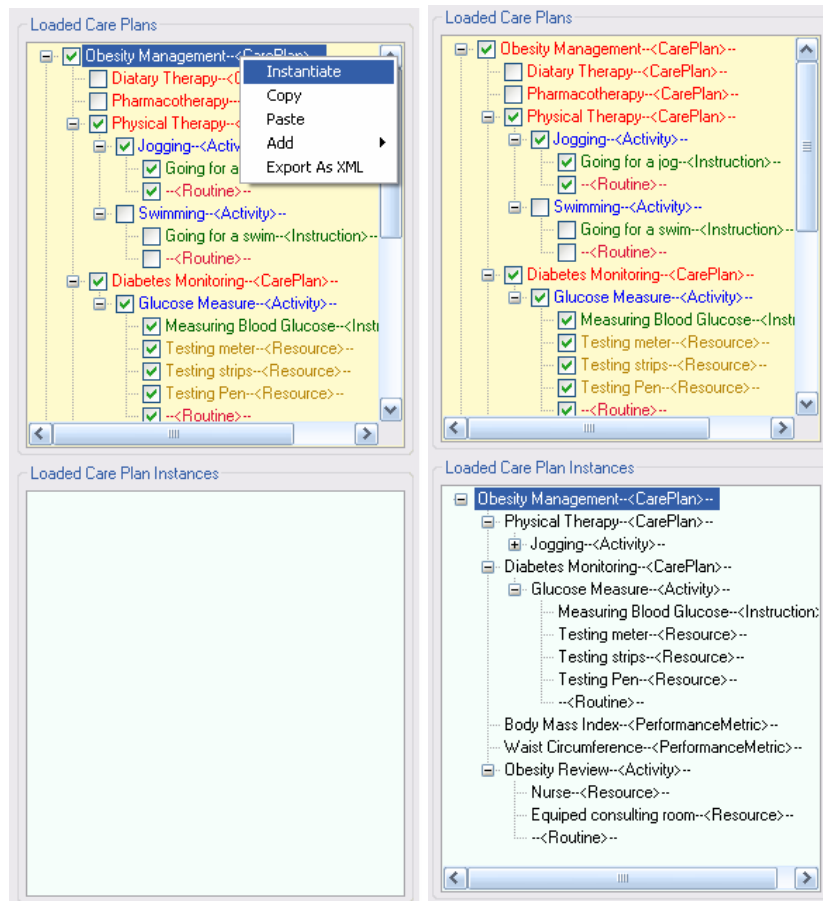 Loaded Care Plans
Obesity Management--<CarePlan>--
Diatary Therapy--<C
Pharmacotherapy--
Physical Therapy--<
Jogging--<Activ
Going for a
--<Routine>--
Swimming--<Activity>--
Going for a swim--<Instruction>--
--<Routine>--
Diabetes Monitoring--<CarePlan>--
Glucose Measure--<Activity>--
Measuring Blood Glucose--<Instr
Testing meter--<Resource>--
Testing strips--<Resource>--
Testing Pen--<Resource>--
--<Routine>--
Instantiate
Copy
Paste
Add
Export As XML
Loaded Care Plan Instances
Loaded Care Plans
Obesity Management--<CarePlan>--
Diatary Therapy--<CarePlan>--
Pharmacotherapy--<CarePlan>--
Physical Therapy--<CarePlan>--
Jogging--<Activity>--
Going for a jog--<Instruction>--
--<Routine>--
Swimming--<Activity>--
Going for a swim--<Instruction>--
--<Routine>--
Diabetes Monitoring--<CarePlan>--
Glucose Measure--<Activity>--
Measuring Blood Glucose--<Instr
Testing meter--<Resource>--
Testing strips--<Resource>--
Testing Pen--<Resource>--
--<Routine>--
Loaded Care Plan Instances
Obesity Management--<CarePlan>--
Physical Therapy--<CarePlan>--
Jogging--<Activity>--
Diabetes Monitoring--<CarePlan>--
Glucose Measure--<Activity>--
Measuring Blood Glucose--<Instruction>
Testing meter--<Resource>--
Testing strips--<Resource>--
Testing Pen--<Resource>--
--<Routine>--
Body Mass Index--<PerformanceMetric>--
Waist Circumference--<PerformanceMetric>--
Obesity Review--<Activity>--
Nurse--<Resource>--
Equiped consulting room--<Resource>--
--<Routine>--